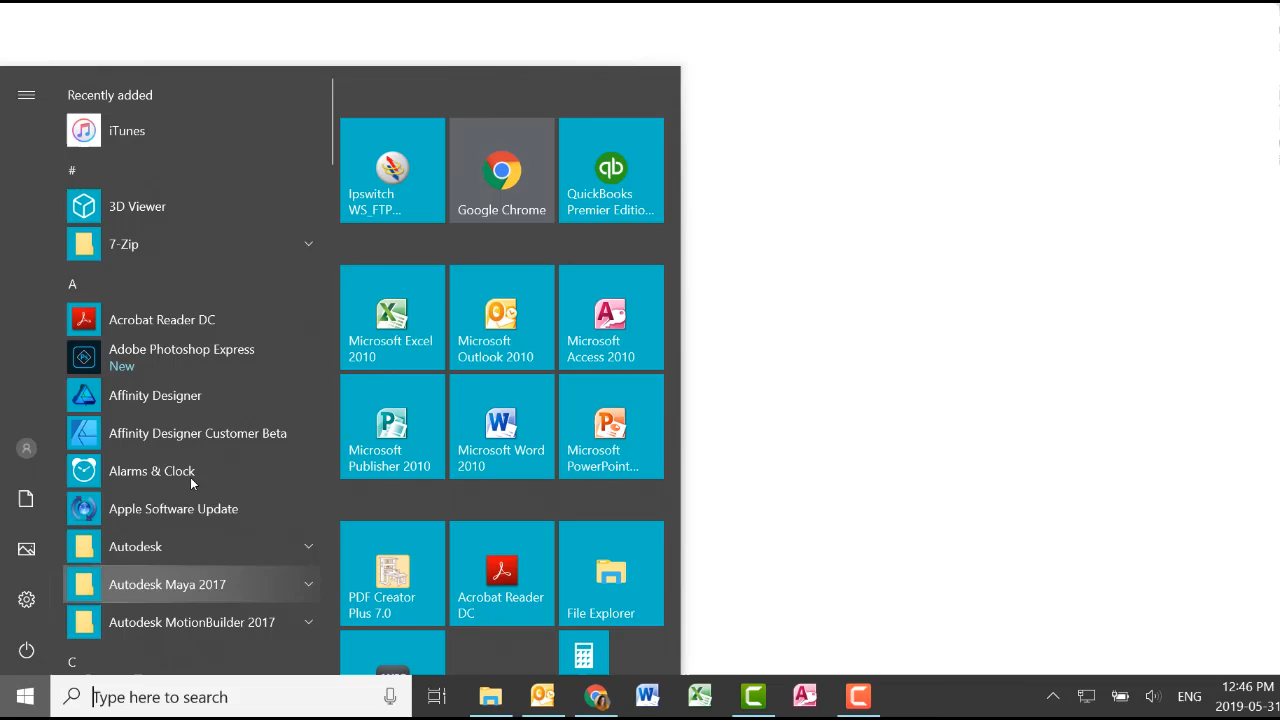 Recently added
iTunes
#
3D Viewer
7-Zip
A
Acrobat Reader DC
Adobe Photoshop Express
New
Affinity Designer
Affinity Designer Customer Beta
Alarms & Clock
Apple Software Update
Autodesk
Autodesk Maya 2017
Autodesk MotionBuilder 2017
C
Ipswitch
WS_FTP...
Google Chrome
qb
QuickBooks
Premier Editio...
Microsoft Excel
2010
Microsoft
Outlook 2010
Microsoft
Access 2010
Microsoft
Publisher 2010
Microsoft Word
2010
Microsoft
PowerPoint...
PDF Creator
Plus 7.0
Acrobat Reader
DC
File Explorer
Type here to search
ENG
12:46 PM
2019-05-31